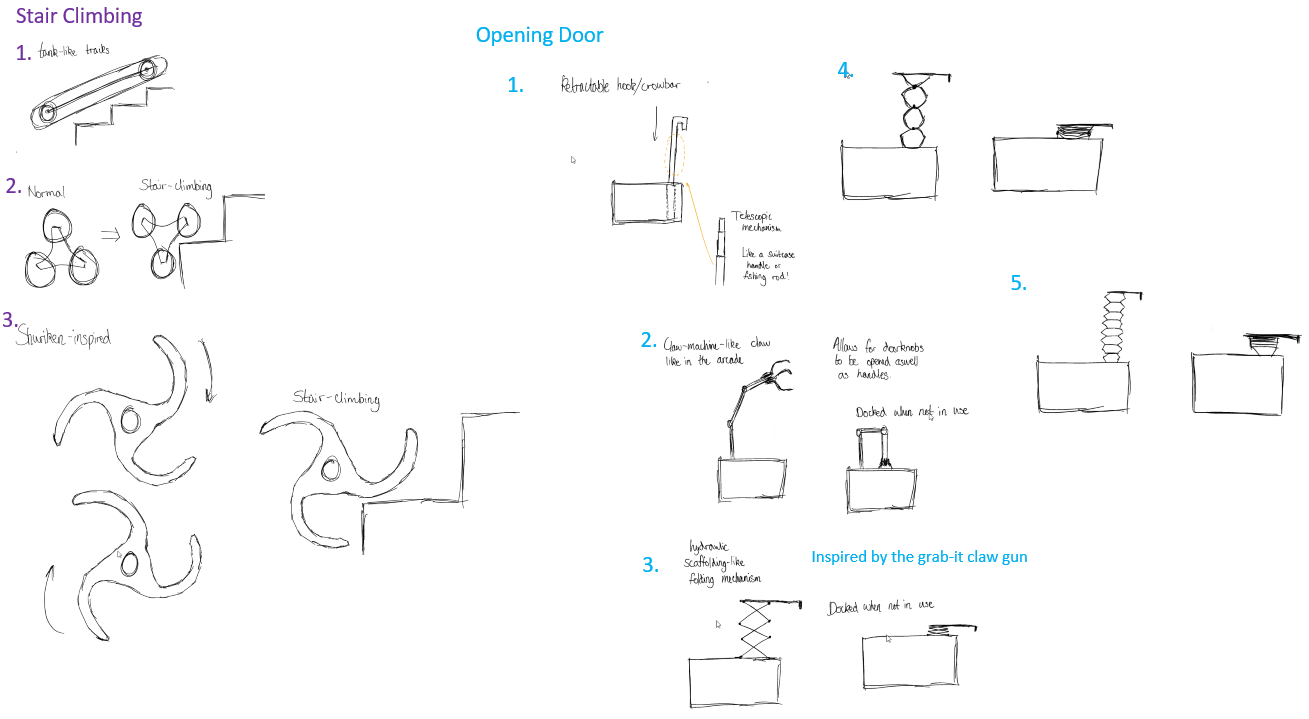 Stair Climbing
1. tank-like tracks
2. Normal
Stair-climbing
3. Shuriken-inspired
Stair-climbing
Opening Door
1. Retractable hook/crowbar
Telescopic
mechanism
Like a suitcase
handle or
fishing rod!
2. Claw-machine-like claw
like in the arcade
Allows for doorknobs
to be opened aswell
as handles.
Docked when not in use
3. hydraulic
scaffolding-like
folding mechanism
Inspired by the grab-it claw gun
Docked when not in use
4.
5.